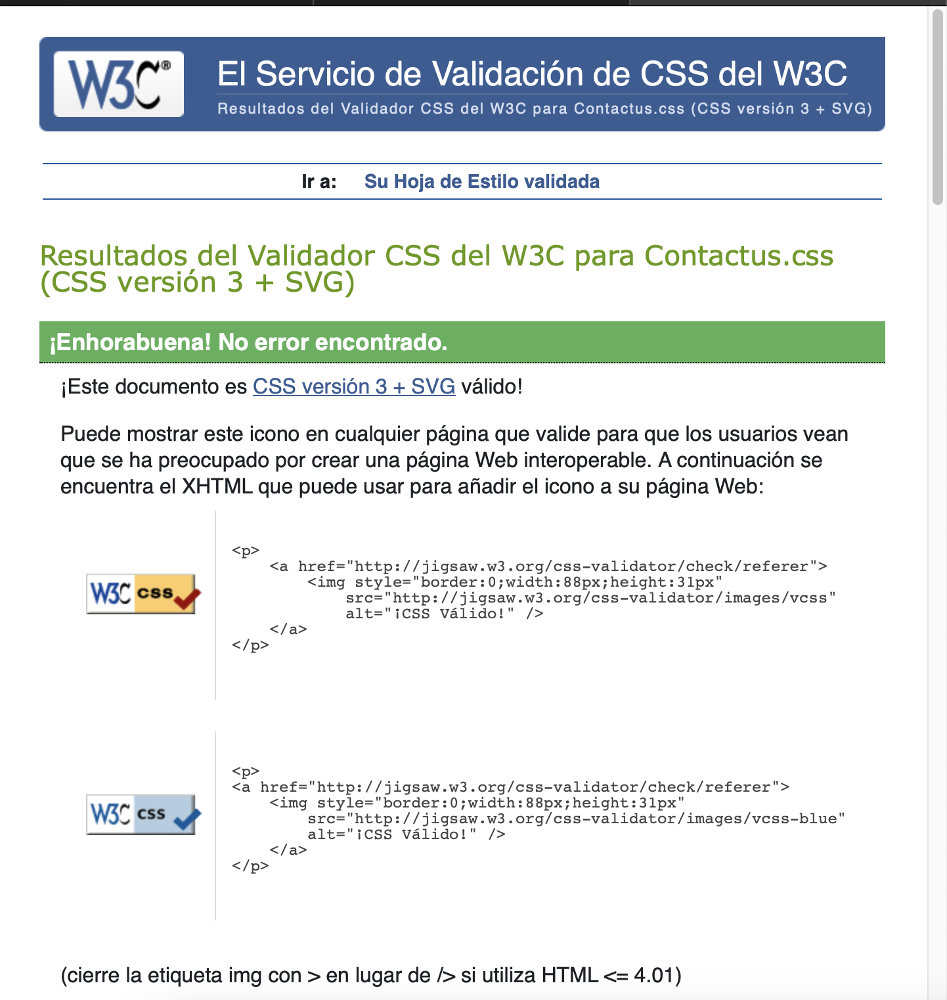 W3C®
El Servicio de Validación de CSS del W3C
Resultados del Validador CSS del W3C para Contactus.css (CSS versión 3 + SVG)
Ir a: Su Hoja de Estilo validada
Resultados del Validador CSS del W3C para Contactus.css
(CSS versión 3 + SVG)
¡Enhorabuena! No error encontrado.
¡Este documento es CSS versión 3 + SVG válido!
Puede mostrar este icono en cualquier página que valide para que los usuarios vean
que se ha preocupado por crear una página Web interoperable. A continuación se
encuentra el XHTML que puede usar para añadir el icono a su página Web:
W3C css
<p>
<a href="http://jigsaw.w3.org/css-validator/check/referer">
<img style="border:0;width:88px;height:31px"
src="http://jigsaw.w3.org/css-validator/images/vcss"
alt="¡CSS Válido!" />
</a>
</p>
W3C css
<p>
<a href="http://jigsaw.w3.org/css-validator/check/referer">
<img style="border:0;width:88px;height:31px"
src="http://jigsaw.w3.org/css-validator/images/vcss-blue"
alt="¡CSS Válido!" />
</a>
</p>
(cierre la etiqueta img con > en lugar de /> si utiliza HTML <= 4.01)